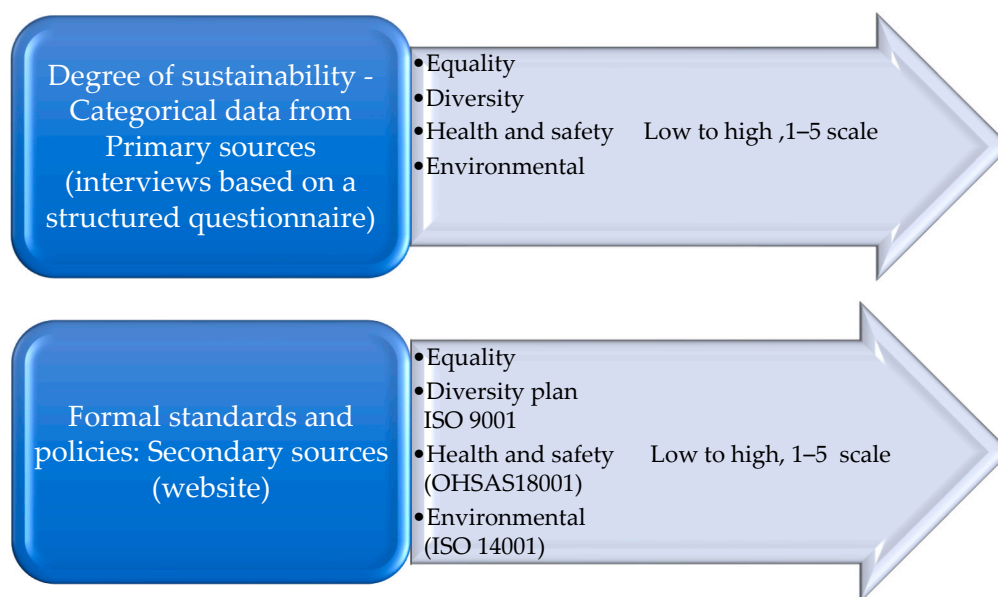 Degree of sustainability -
Categorical data from
Primary sources
(interviews based on a
structured questionnaire)
•Equality
•Diversity
•Health and safety Low to high ,1–5 scale
•Environmental
Formal standards and
policies: Secondary sources
(website)
•Equality
•Diversity plan
ISO 9001
•Health and safety Low to high, 1–5 scale
(OHSAS18001)
•Environmental
(ISO 14001)